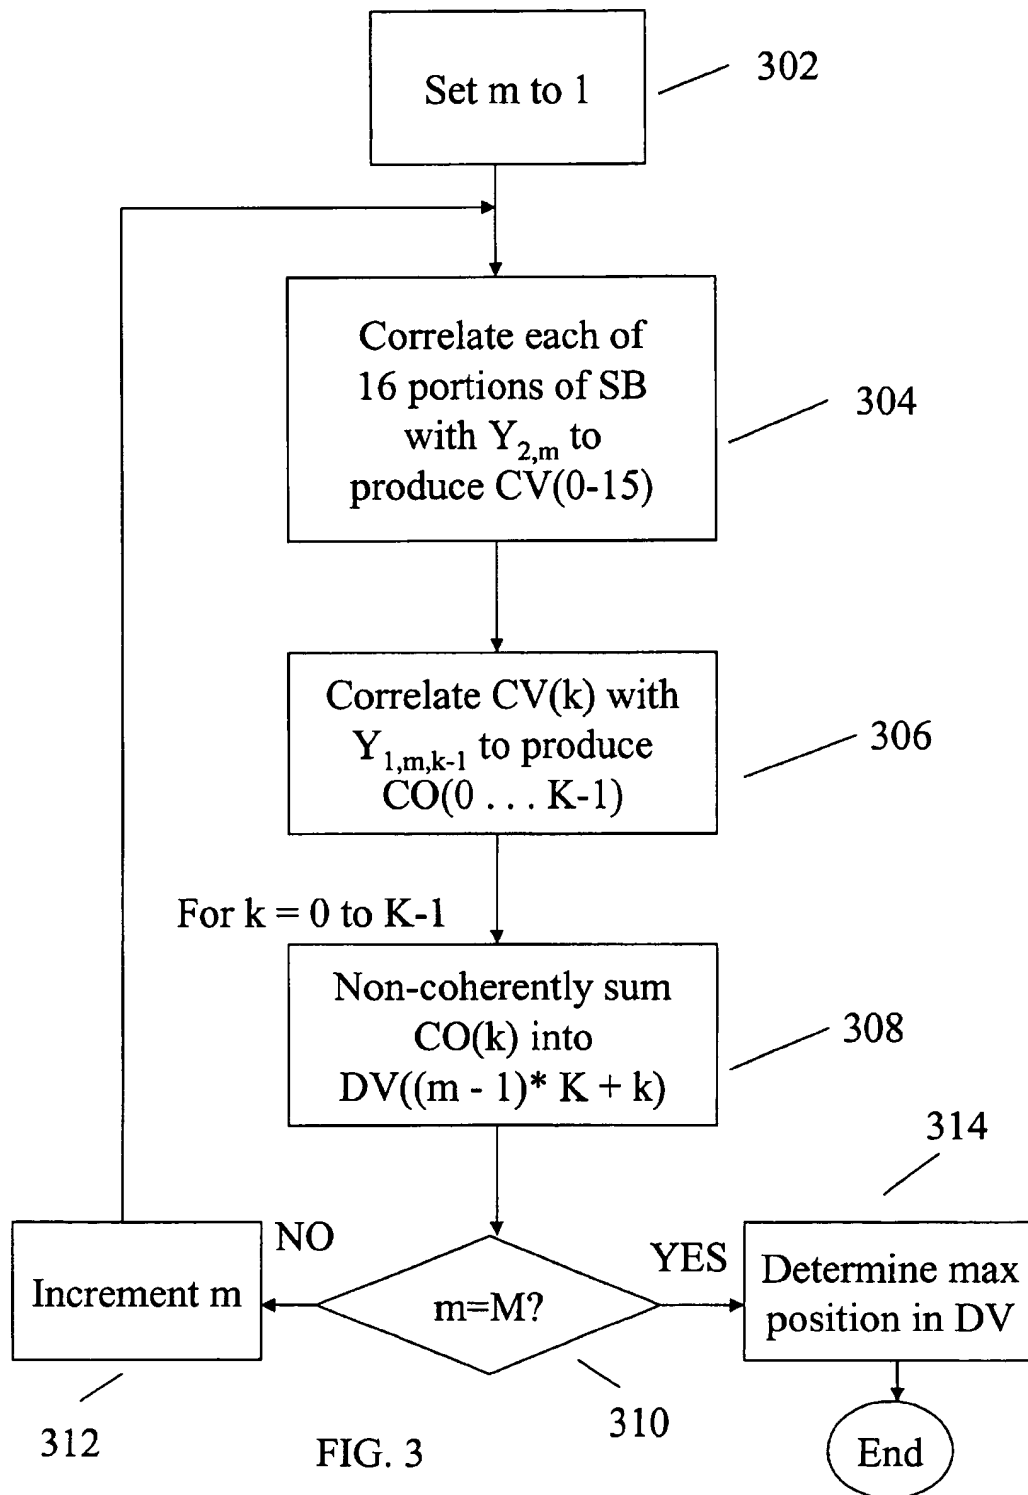 Set m to 1
302
Correlate each of
16 portions of SB
with Y2,m to
produce CV(0-15)
304
Correlate CV(k) with
Y1,m,k-1 to produce
CO(0 . . . K-1)
306
For k = 0 to K-1
Non-coherently sum
CO(k) into
DV((m - 1)* K + k)
308
314
NO
YES
Increment m
m=M?
Determine max
position in DV
312
310
FIG. 3
End